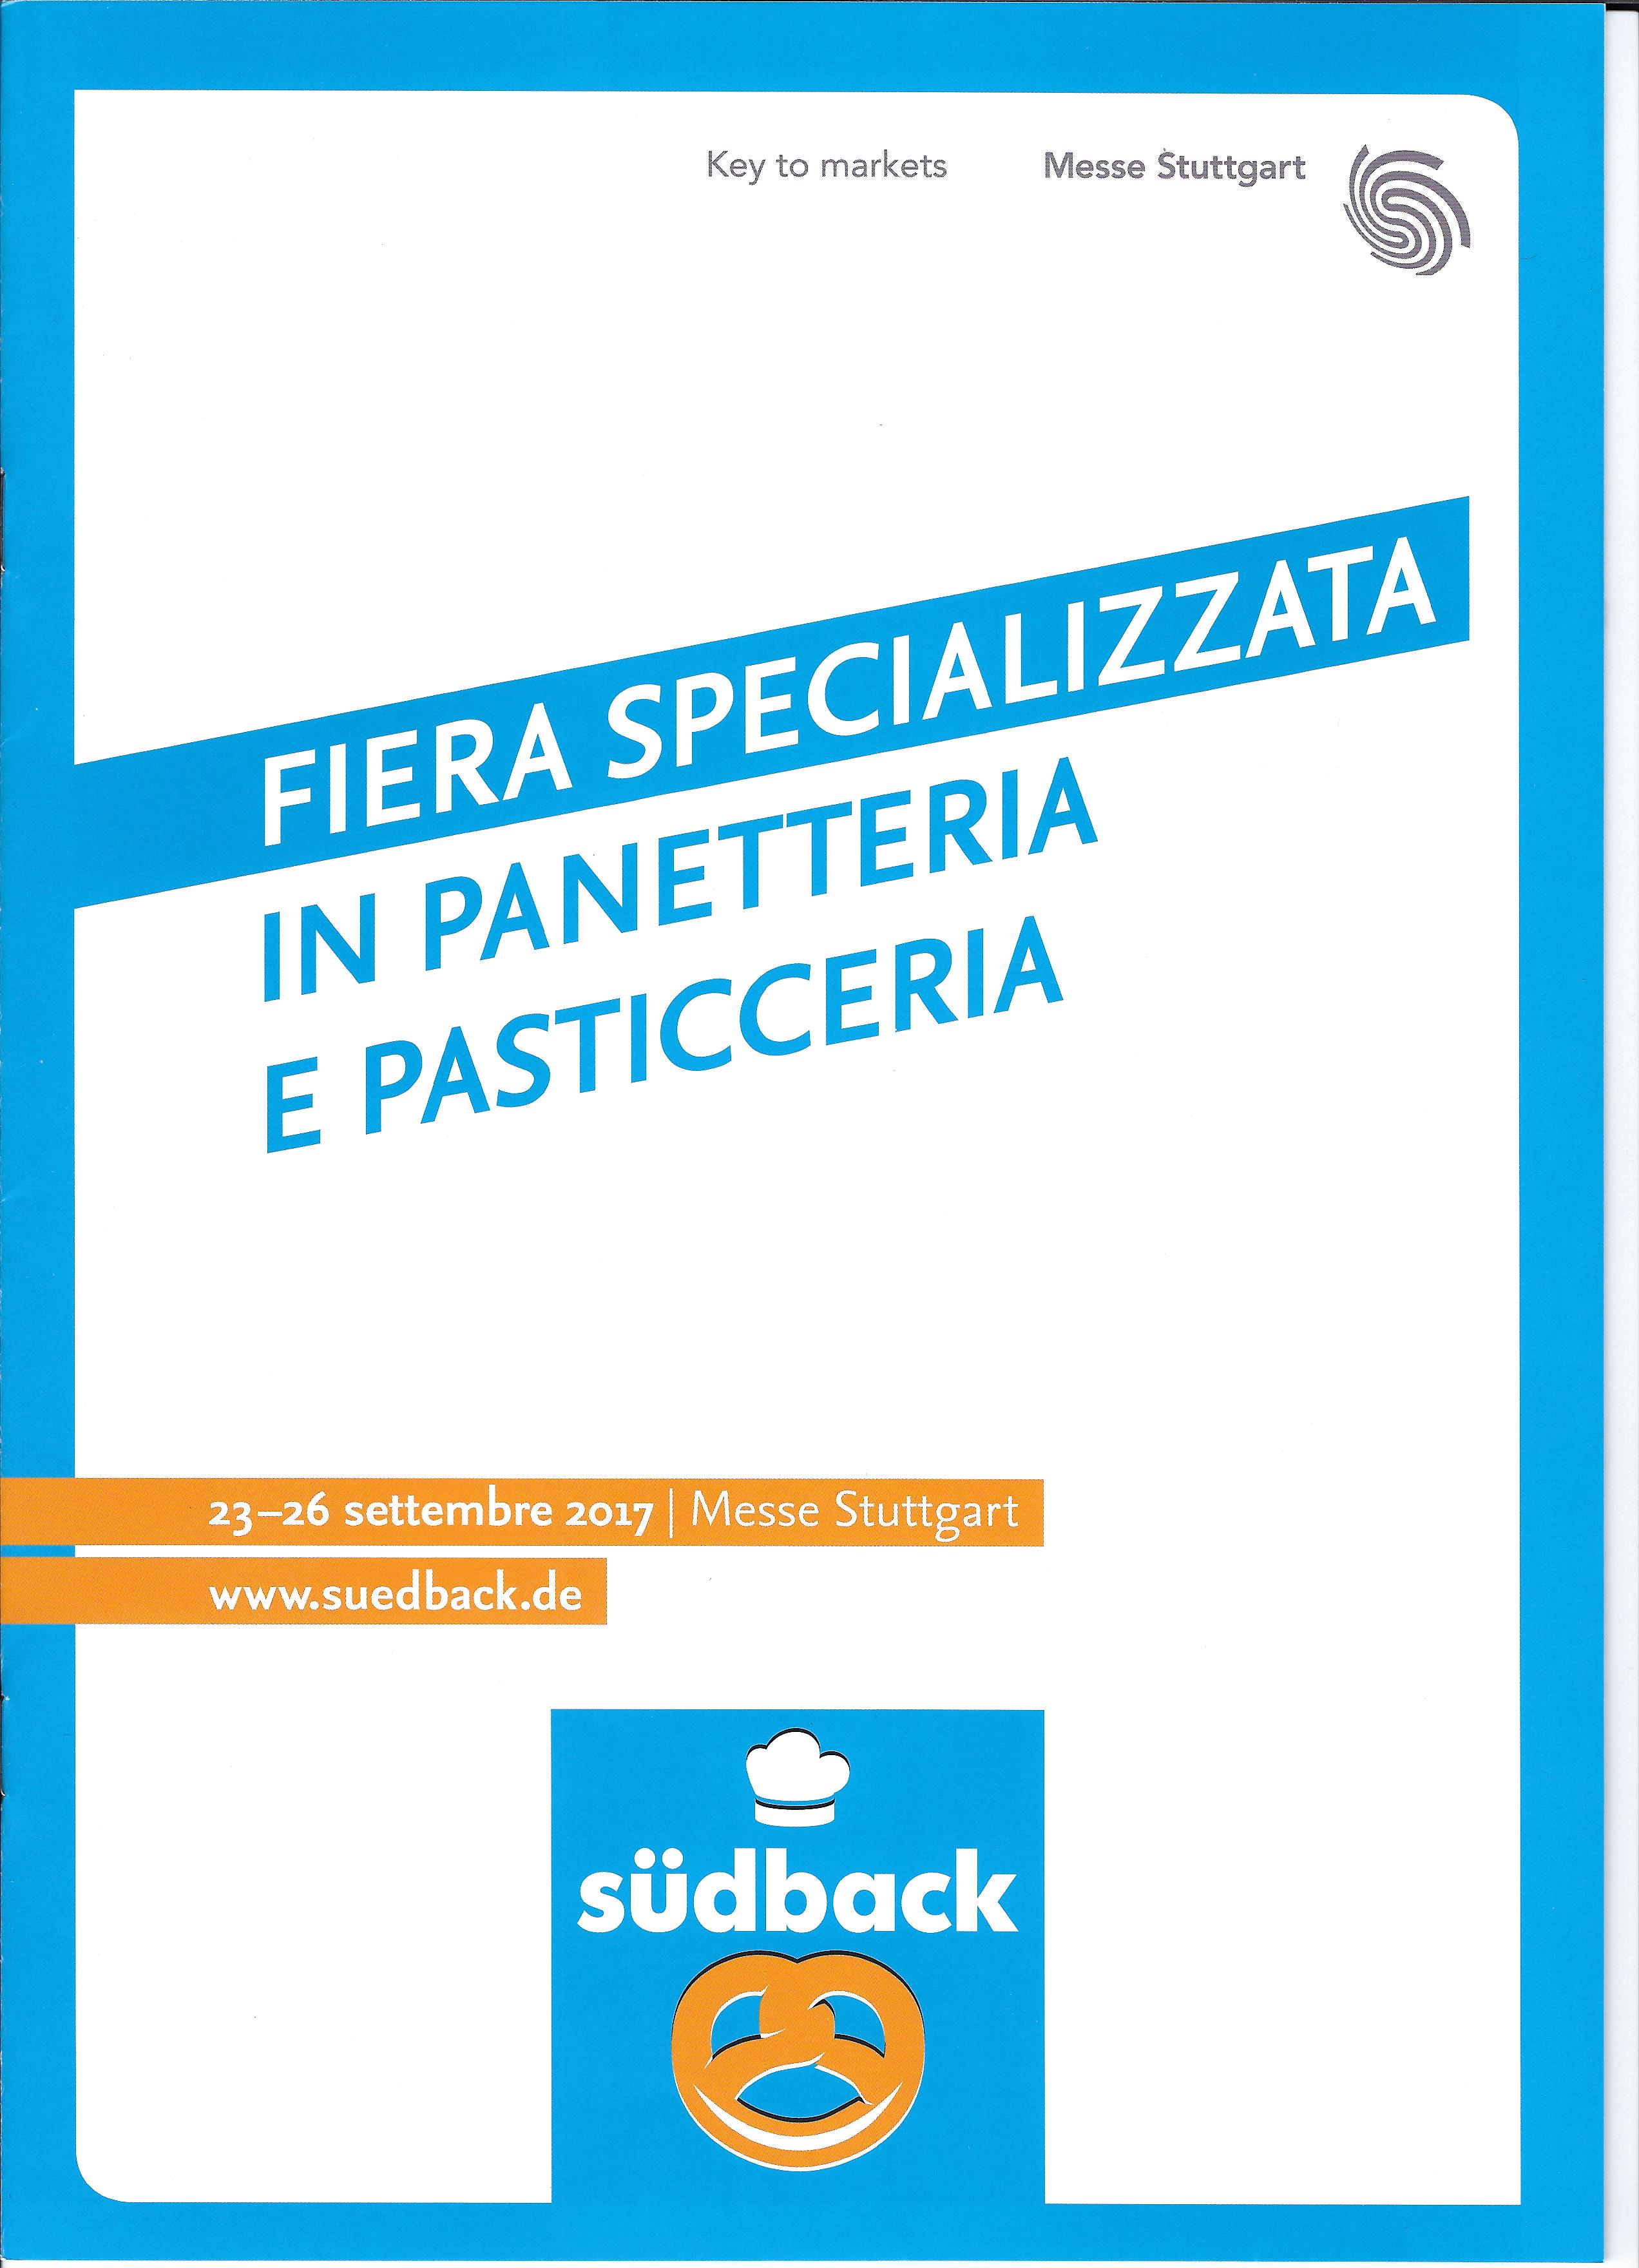 Key to markets Messe Stuttgart
FIERA SPECIALIZZATA
IN PANETTERIA
E PASTICCERIA
23–26 settembre 2017 | Messe Stuttgart
www.suedback.de
südback